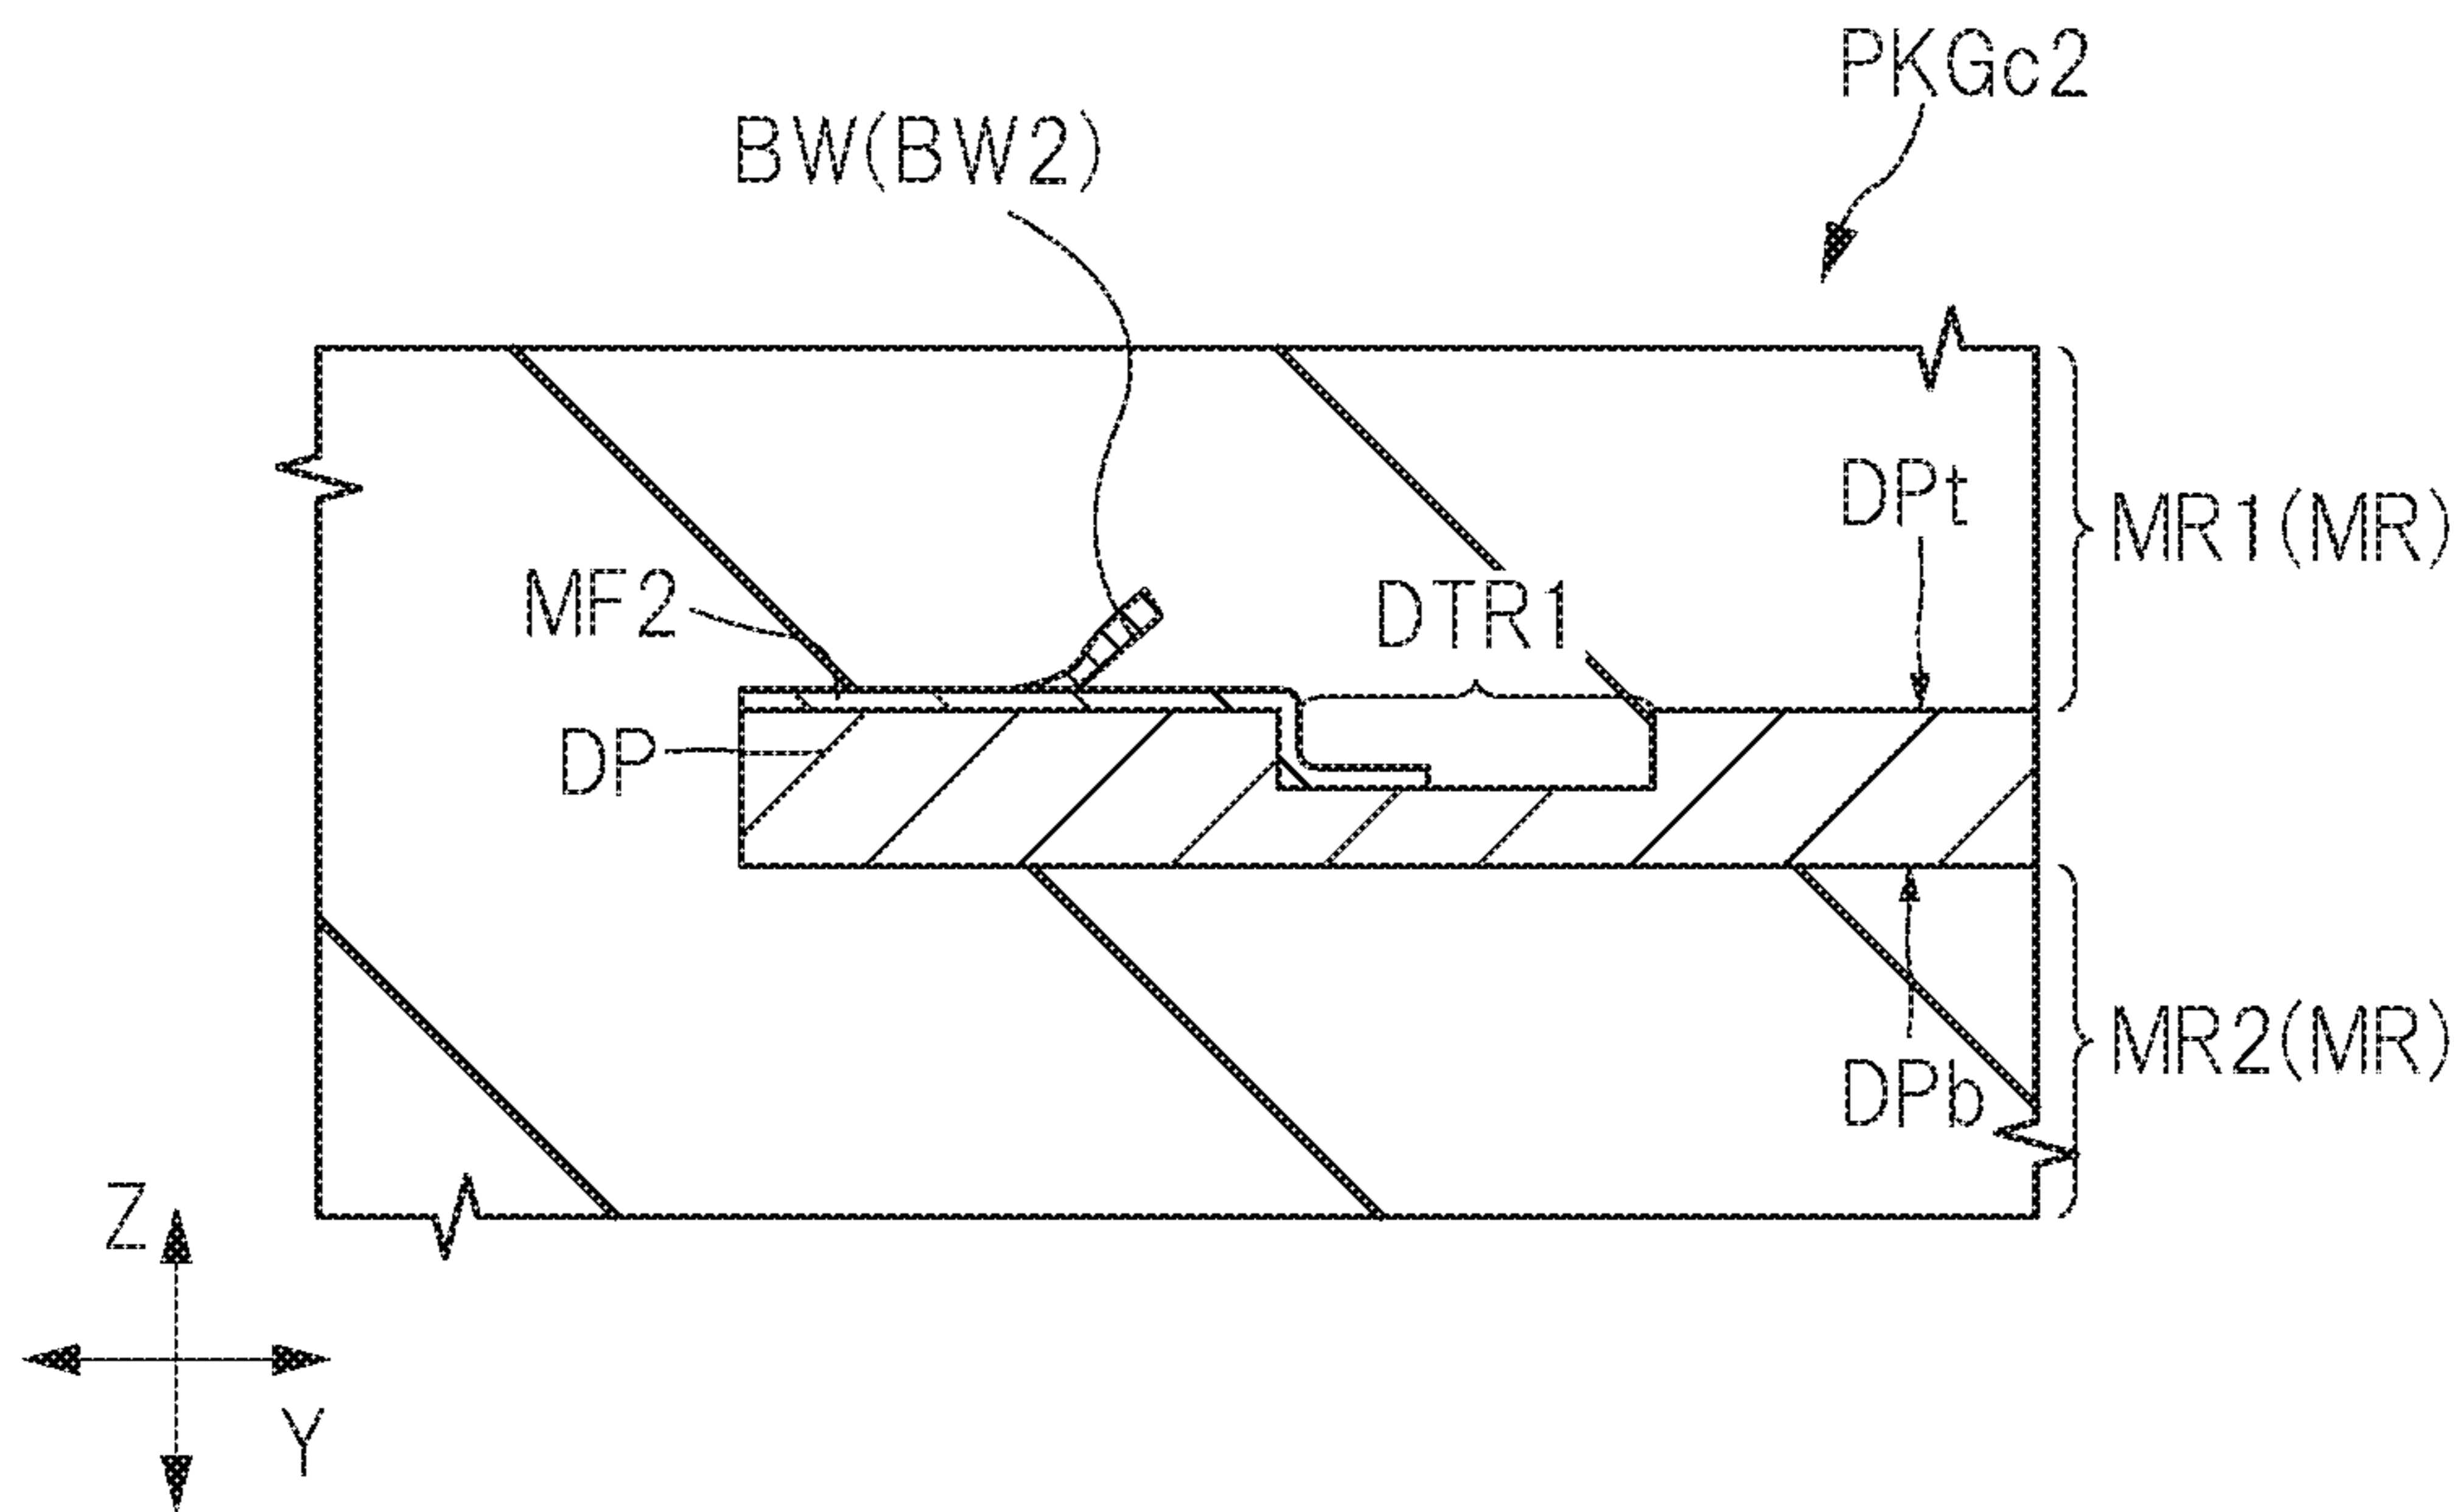 PKGc2
BW(BW2)
DPt
MR1(MR)
MF2
DTR1
DP
DPb
MR2(MR)
Z
Y